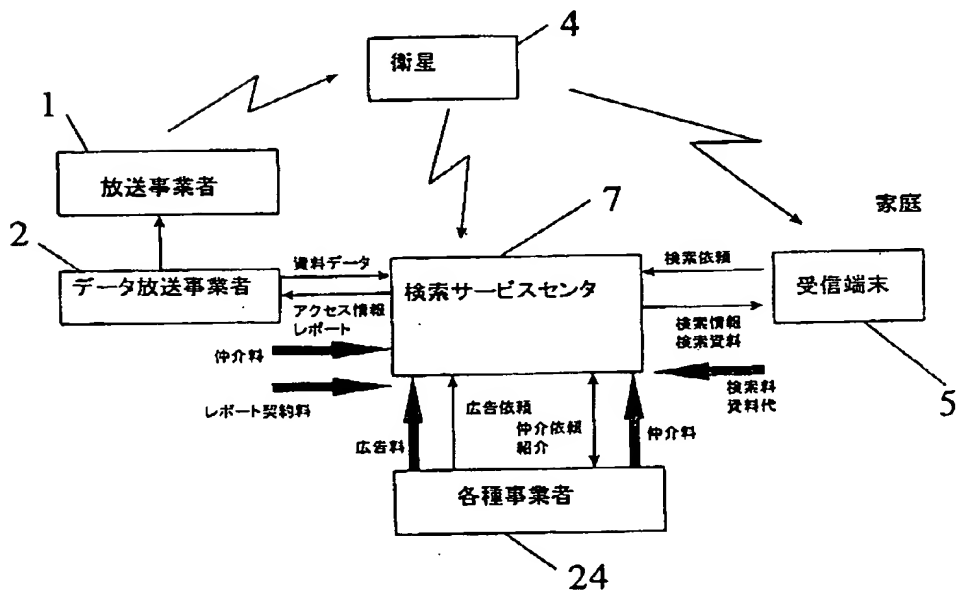 4
衛星
1
放送事業者
2
データ放送事業者
資料データ
アクセス情報
レポート
仲介料
レポート契約料
7
検索サービスセンタ
家庭
検索依頼
受信端末
検索情報
検索資料
検索料
資料代
5
広告依頼
広告料
仲介依頼
紹介
仲介料
各種事業者
24